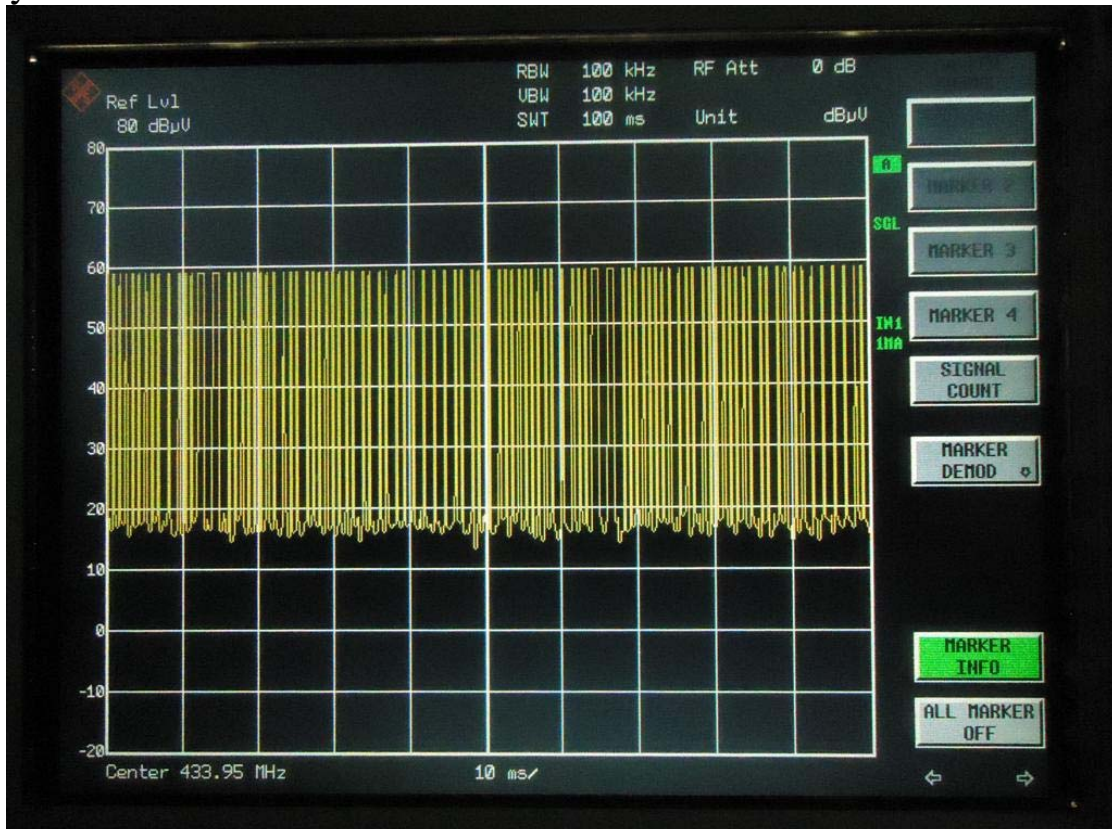 y
RBW 100 kHz RF Att 0 dB
Ref Lvl VBW 100 kHz
80 dBµV SWT 100 ms Unit dBµV
80
A
MARKER 2
70
SGL
MARKER 3
60
MARKER 4
50
IN1
1MA
SIGNAL
COUNT
40
MARKER
DEMOD
30
20
10
0
MARKER
INFO
-10
ALL MARKER
OFF
-20
Center 433.95 MHz 10 ms/